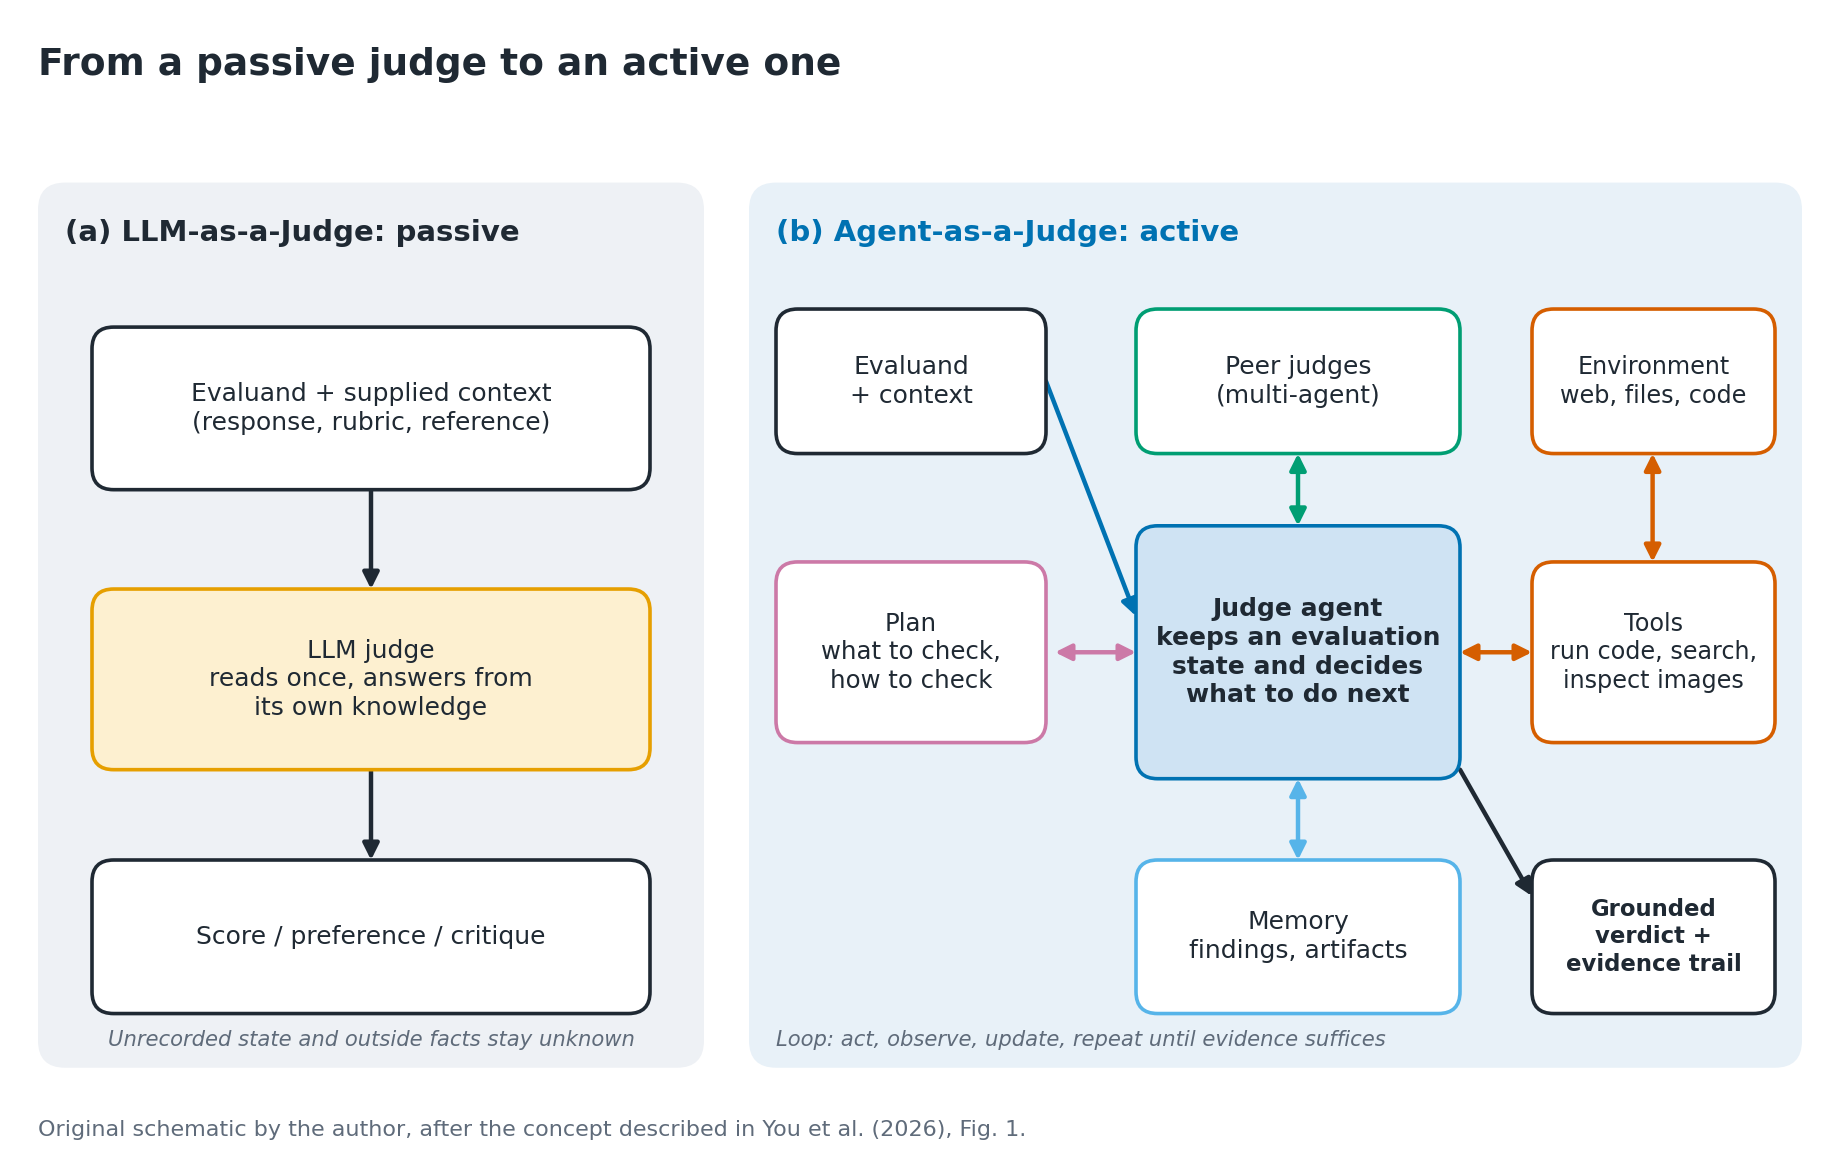 From a passive judge to an active one
(a) LLM-as-a-Judge: passive
Evaluand + supplied context
(response, rubric, reference)
LLM judge
reads once, answers from
its own knowledge
Score / preference / critique
Unrecorded state and outside facts stay unknown
(b) Agent-as-a-Judge: active
Evaluand
+ context
Peer judges
(multi-agent)
Environment
web, files, code
Plan
what to check,
how to check
Judge agent
keeps an evaluation
state and decides
what to do next
Tools
run code, search,
inspect images
Memory
findings, artifacts
Grounded
verdict +
evidence trail
Loop: act, observe, update, repeat until evidence suffices
Original schematic by the author, after the concept described in You et al. (2026), Fig. 1.